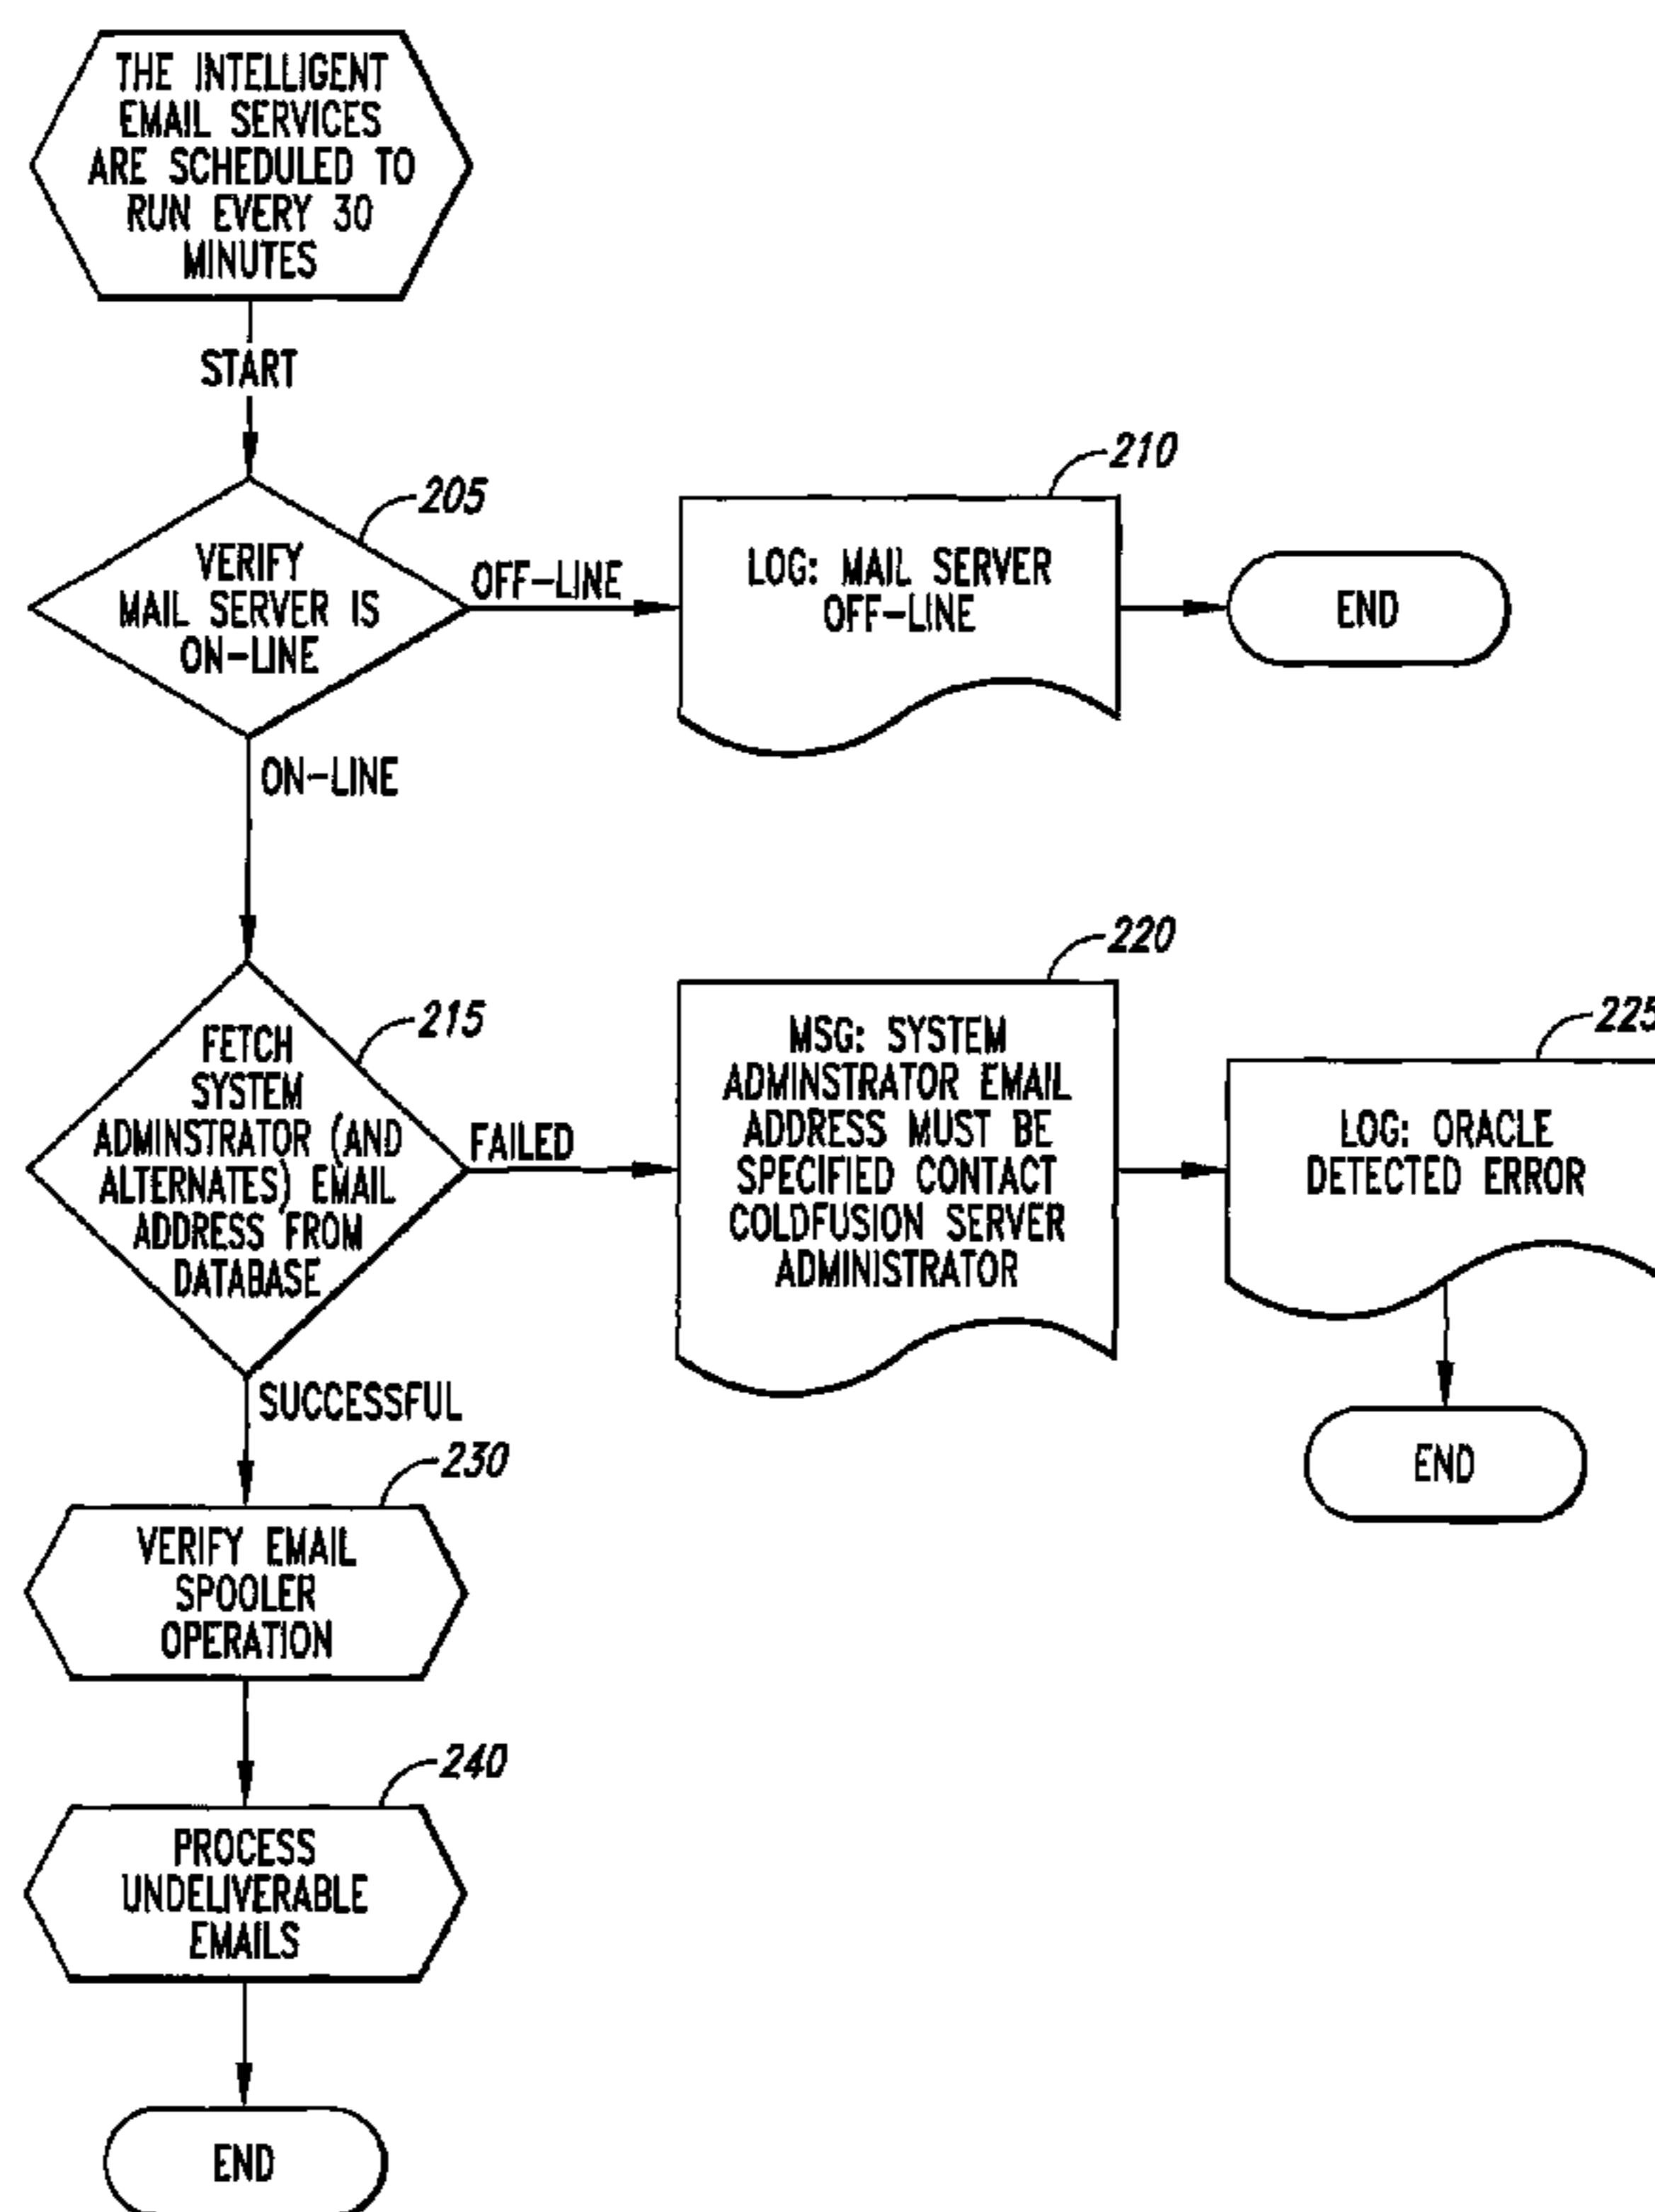 THE INTELLIGENT
EMAIL SERVICES
ARE SCHEDULED TO
RUN EVERY 30
MINUTES
START
205
VERIFY
MAIL SERVER IS
ON-LINE
OFF-LINE
210
LOG: MAIL SERVER
OFF-LINE
END
ON-LINE
215
FETCH
SYSTEM
ADMINSTRATOR (AND
ALTERNATES) EMAIL
ADDRESS FROM
DATABASE
FAILED
220
MSG: SYSTEM
ADMINSTRATOR EMAIL
ADDRESS MUST BE
SPECIFIED CONTACT
COLDFUSION SERVER
ADMINISTRATOR
225
LOG: ORACLE
DETECTED ERROR
END
SUCCESSFUL
230
VERIFY EMAIL
SPOOLER
OPERATION
240
PROCESS
UNDELIVERABLE
EMAILS
END